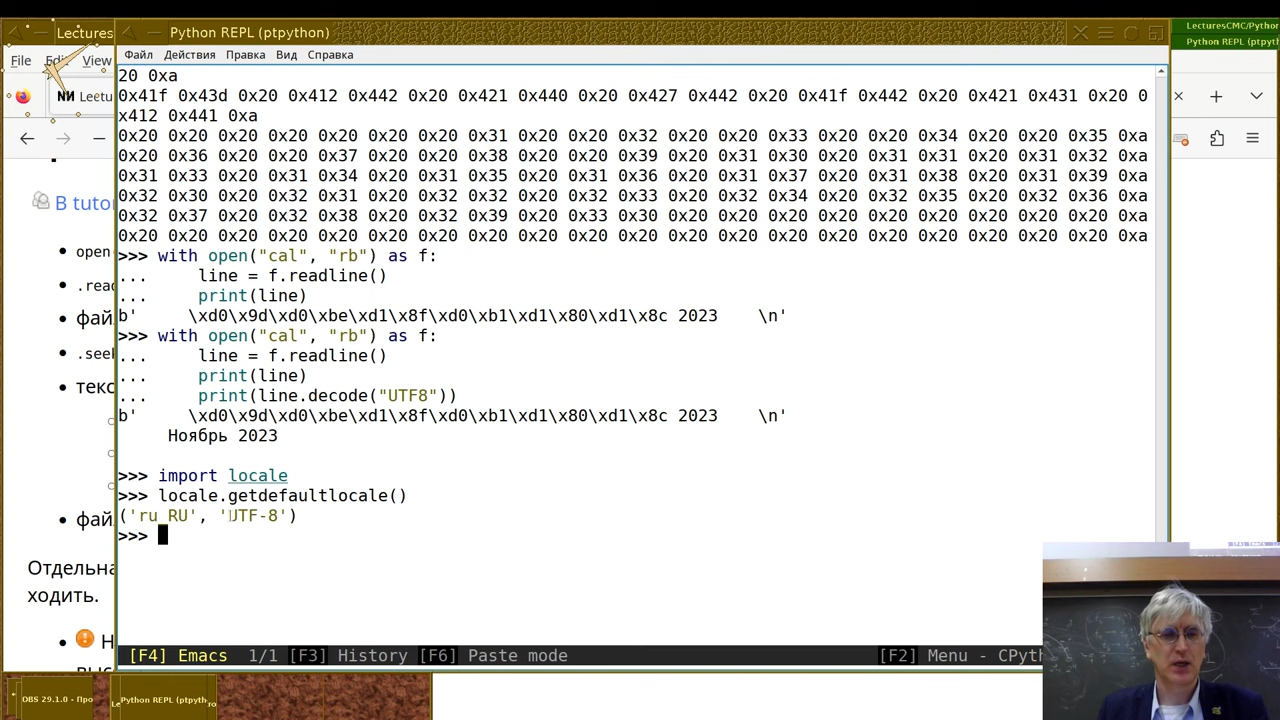 Lectures
Python REPL (ptpython)
LecturesCMC/Python
Python REPL (ptpyth
File Edit View
Файл Действия Правка Вид Справка
Lectu
20 0xa
0x41f 0x43d 0x20 0x412 0x442 0x20 0x421 0x440 0x20 0x427 0x442 0x20 0x41f 0x442 0x20 0x421 0x431 0x20 0
x412 0x441 0xa
0x20 0x20 0x20 0x20 0x20 0x20 0x20 0x31 0x20 0x20 0x32 0x20 0x20 0x33 0x20 0x20 0x34 0x20 0x20 0x35 0xa
0x20 0x36 0x20 0x20 0x37 0x20 0x20 0x38 0x20 0x20 0x39 0x20 0x31 0x30 0x20 0x31 0x31 0x20 0x31 0x32 0xa
0x31 0x33 0x20 0x31 0x34 0x20 0x31 0x35 0x20 0x31 0x36 0x20 0x31 0x37 0x20 0x31 0x38 0x20 0x31 0x39 0xa
0x32 0x30 0x20 0x32 0x31 0x20 0x32 0x32 0x20 0x32 0x33 0x20 0x32 0x34 0x20 0x32 0x35 0x20 0x32 0x36 0xa
0x32 0x37 0x20 0x32 0x38 0x20 0x32 0x39 0x20 0x33 0x30 0x20 0x20 0x20 0x20 0x20 0x20 0x20 0x20 0x20 0xa
0x20 0x20 0x20 0x20 0x20 0x20 0x20 0x20 0x20 0x20 0x20 0x20 0x20 0x20 0x20 0x20 0x20 0x20 0x20 0x20 0xa
>>> with open("cal", "rb") as f:
...     line = f.readline()
...     print(line)
b'     \xd0\x9d\xd0\xbe\xd1\x8f\xd0\xb1\xd1\x80\xd1\x8c 2023    \n'
>>> with open("cal", "rb") as f:
...     line = f.readline()
...     print(line)
...     print(line.decode("UTF8"))
b'     \xd0\x9d\xd0\xbe\xd1\x8f\xd0\xb1\xd1\x80\xd1\x8c 2023    \n'
     Ноябрь 2023
>>> import locale
>>> locale.getdefaultlocale()
('ru_RU', 'UTF-8')
>>>
В tutor
open
.read
файл
.seek
текс
файл
Отдельна
ходить.
Н
[F4] Emacs 1/1 [F3] History [F6] Paste mode [F2] Menu - CPyth
DBS 29.1.0 - Про
Python REPL (ptpyth